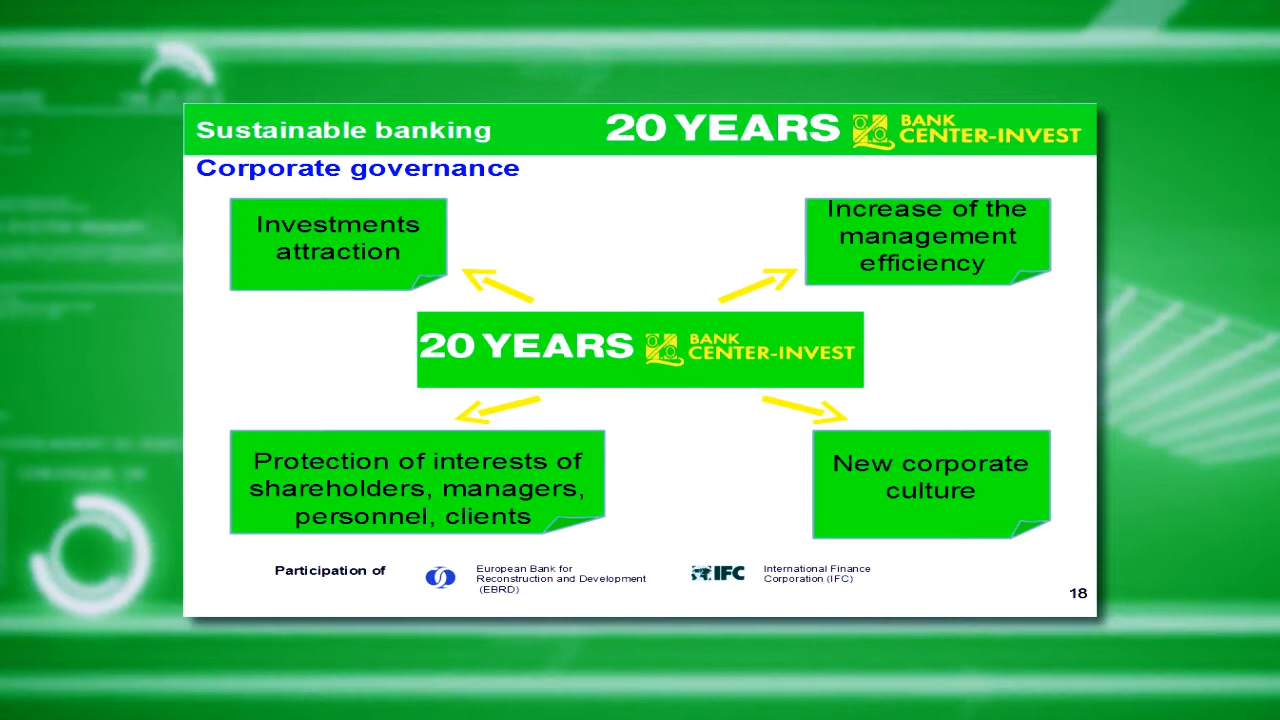 Sustainable banking
20 YEARS
BANK
CENTER-INVEST
Corporate governance
Investments
attraction
Increase of the
management
efficiency
20 YEARS
BANK
CENTER-INVEST
Protection of interests of
shareholders, managers,
personnel, clients
New corporate
culture
Participation of
European Bank for
Reconstruction and Development
(EBRD)
IFC
International Finance
Corporation (IFC)
18